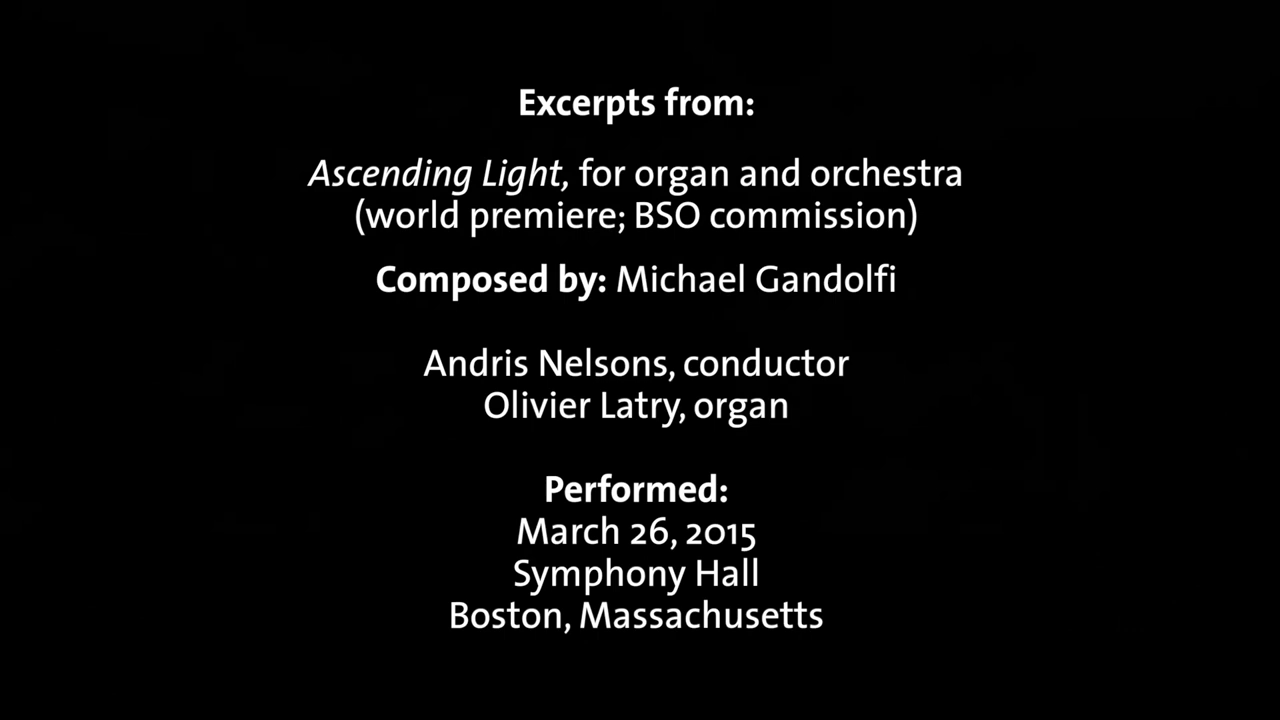 Excerpts from:
Ascending Light, for organ and orchestra
(world premiere; BSO commission)
Composed by: Michael Gandolfi
Andris Nelsons, conductor
Olivier Latry, organ
Performed:
March 26, 2015
Symphony Hall
Boston, Massachusetts